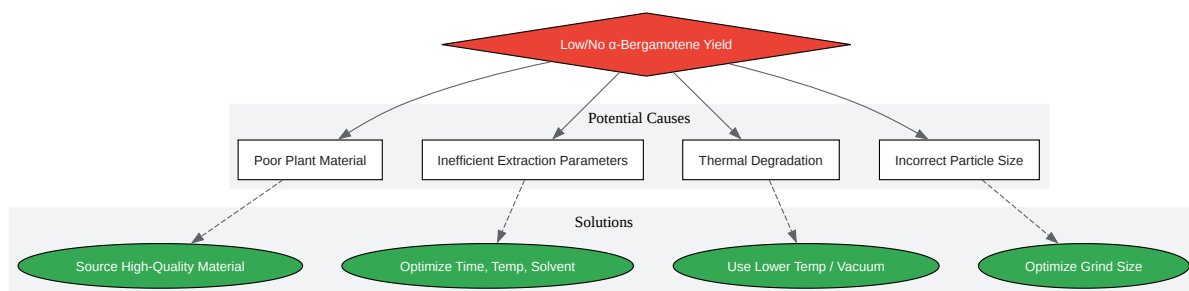 Low/No α-Bergamotene Yield
Potential Causes
Poor Plant Material
Inefficient Extraction Parameters
Thermal Degradation
Incorrect Particle Size
Solutions
Source High-Quality Material
Optimize Time, Temp, Solvent
Use Lower Temp / Vacuum
Optimize Grind Size